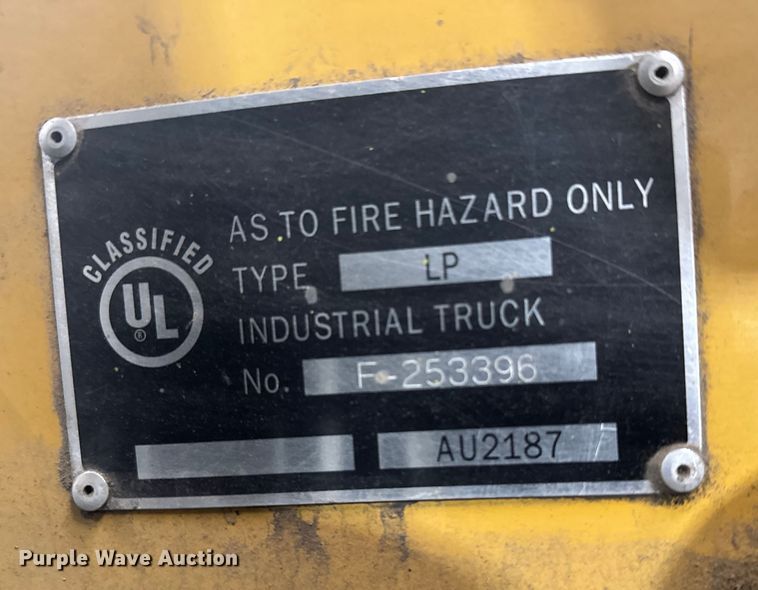 CLASSIFIED
UL
®
AS TO FIRE HAZARD ONLY
TYPE LP
INDUSTRIAL TRUCK
No. F-253396
AU2187
Purple Wave Auction